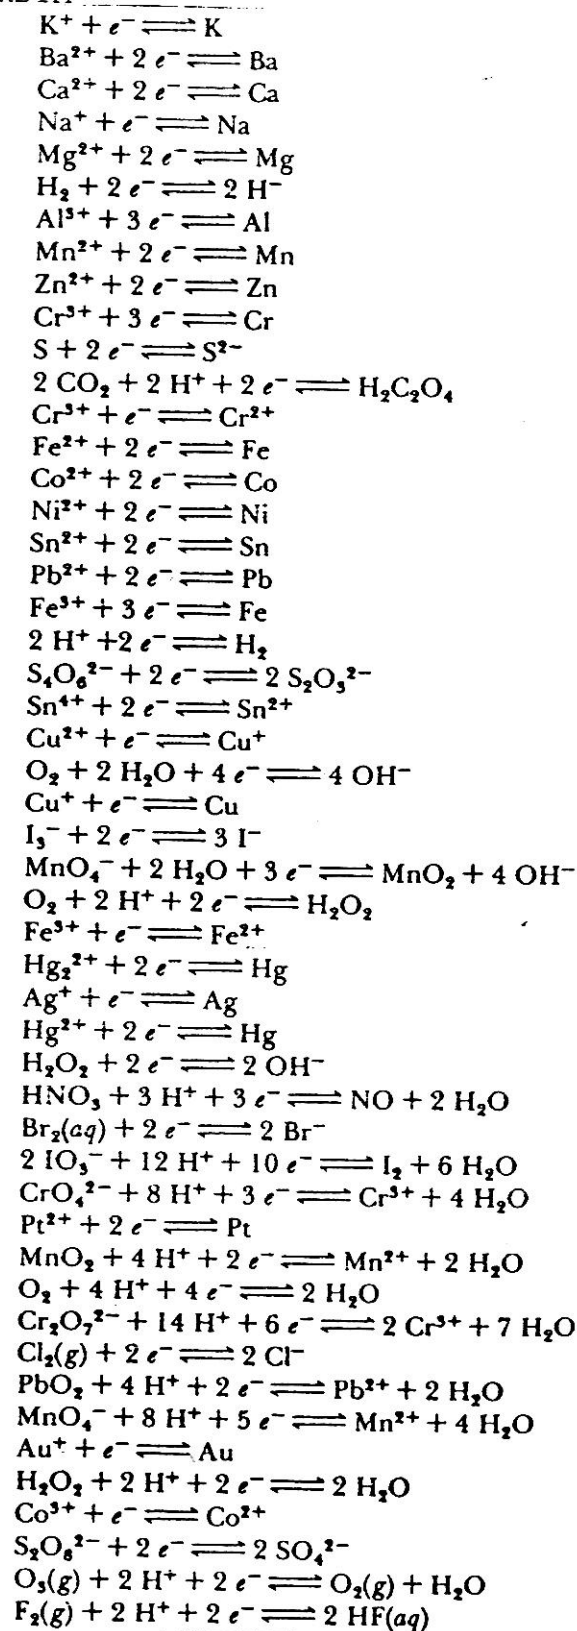 K⁺ + e⁻ ⇌ K
Ba²⁺ + 2 e⁻ ⇌ Ba
Ca²⁺ + 2 e⁻ ⇌ Ca
Na⁺ + e⁻ ⇌ Na
Mg²⁺ + 2 e⁻ ⇌ Mg
H₂ + 2 e⁻ ⇌ 2 H⁻
Al³⁺ + 3 e⁻ ⇌ Al
Mn²⁺ + 2 e⁻ ⇌ Mn
Zn²⁺ + 2 e⁻ ⇌ Zn
Cr³⁺ + 3 e⁻ ⇌ Cr
S + 2 e⁻ ⇌ S²⁻
2 CO₂ + 2 H⁺ + 2 e⁻ ⇌ H₂C₂O₄
Cr³⁺ + e⁻ ⇌ Cr²⁺
Fe²⁺ + 2 e⁻ ⇌ Fe
Co²⁺ + 2 e⁻ ⇌ Co
Ni²⁺ + 2 e⁻ ⇌ Ni
Sn²⁺ + 2 e⁻ ⇌ Sn
Pb²⁺ + 2 e⁻ ⇌ Pb
Fe³⁺ + 3 e⁻ ⇌ Fe
2 H⁺ +2 e⁻ ⇌ H₂
S₄O₆²⁻ + 2 e⁻ ⇌ 2 S₂O₃²⁻
Sn⁴⁺ + 2 e⁻ ⇌ Sn²⁺
Cu²⁺ + e⁻ ⇌ Cu⁺
O₂ + 2 H₂O + 4 e⁻ ⇌ 4 OH⁻
Cu⁺ + e⁻ ⇌ Cu
I₃⁻ + 2 e⁻ ⇌ 3 I⁻
MnO₄⁻ + 2 H₂O + 3 e⁻ ⇌ MnO₂ + 4 OH⁻
O₂ + 2 H⁺ + 2 e⁻ ⇌ H₂O₂
Fe³⁺ + e⁻ ⇌ Fe²⁺
Hg₂²⁺ + 2 e⁻ ⇌ Hg
Ag⁺ + e⁻ ⇌ Ag
Hg²⁺ + 2 e⁻ ⇌ Hg
H₂O₂ + 2 e⁻ ⇌ 2 OH⁻
HNO₃ + 3 H⁺ + 3 e⁻ ⇌ NO + 2 H₂O
Br₂(aq) + 2 e⁻ ⇌ 2 Br⁻
2 IO₃⁻ + 12 H⁺ + 10 e⁻ ⇌ I₂ + 6 H₂O
CrO₄²⁻ + 8 H⁺ + 3 e⁻ ⇌ Cr³⁺ + 4 H₂O
Pt²⁺ + 2 e⁻ ⇌ Pt
MnO₂ + 4 H⁺ + 2 e⁻ ⇌ Mn²⁺ + 2 H₂O
O₂ + 4 H⁺ + 4 e⁻ ⇌ 2 H₂O
Cr₂O₇²⁻ + 14 H⁺ + 6 e⁻ ⇌ 2 Cr³⁺ + 7 H₂O
Cl₂(g) + 2 e⁻ ⇌ 2 Cl⁻
PbO₂ + 4 H⁺ + 2 e⁻ ⇌ Pb²⁺ + 2 H₂O
MnO₄⁻ + 8 H⁺ + 5 e⁻ ⇌ Mn²⁺ + 4 H₂O
Au⁺ + e⁻ ⇌ Au
H₂O₂ + 2 H⁺ + 2 e⁻ ⇌ 2 H₂O
Co³⁺ + e⁻ ⇌ Co²⁺
S₂O₈²⁻ + 2 e⁻ ⇌ 2 SO₄²⁻
O₃(g) + 2 H⁺ + 2 e⁻ ⇌ O₂(g) + H₂O
F₂(g) + 2 H⁺ + 2 e⁻ ⇌ 2 HF(aq)